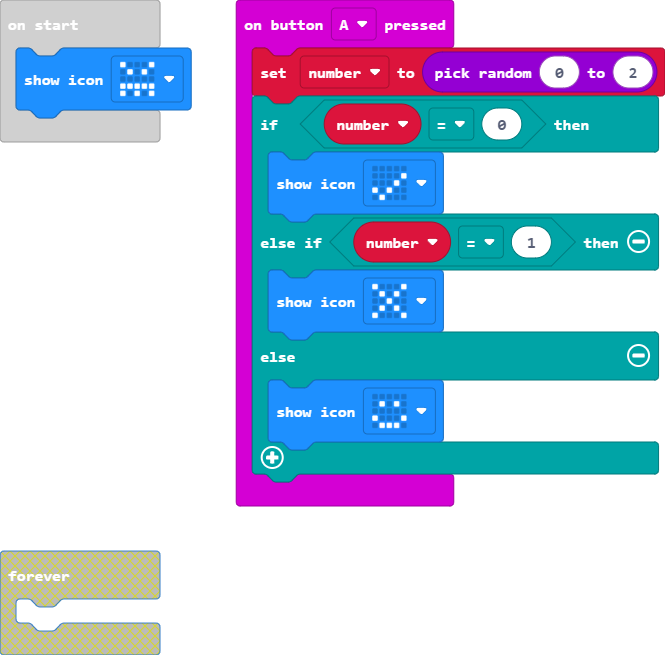 on start
show icon
on button A pressed
set number to pick random 0 to 2
if number = 0 then
show icon
else if number = 1 then
show icon
else
show icon
forever